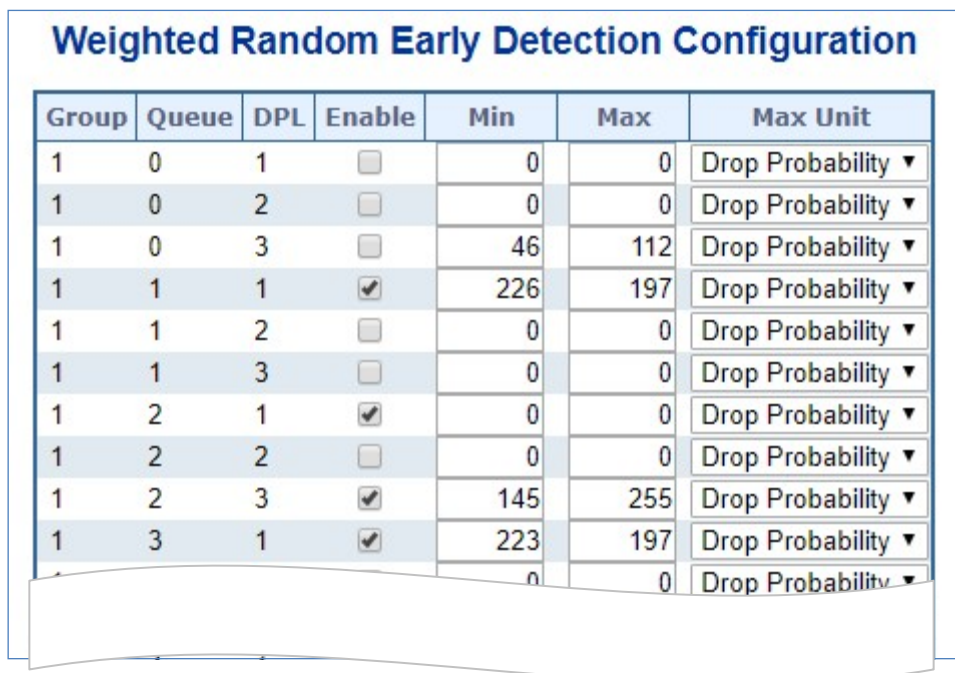 Weighted Random Early Detection Configuration
Group Queue DPL Enable Min Max Max Unit
1 0 1 0 0 Drop Probability
1 0 2 0 0 Drop Probability
1 0 3 46 112 Drop Probability
1 1 1 226 197 Drop Probability
1 1 2 0 0 Drop Probability
1 1 3 0 0 Drop Probability
1 2 1 0 0 Drop Probability
1 2 2 0 0 Drop Probability
1 2 3 145 255 Drop Probability
1 3 1 223 197 Drop Probability
0 0 Drop Probability